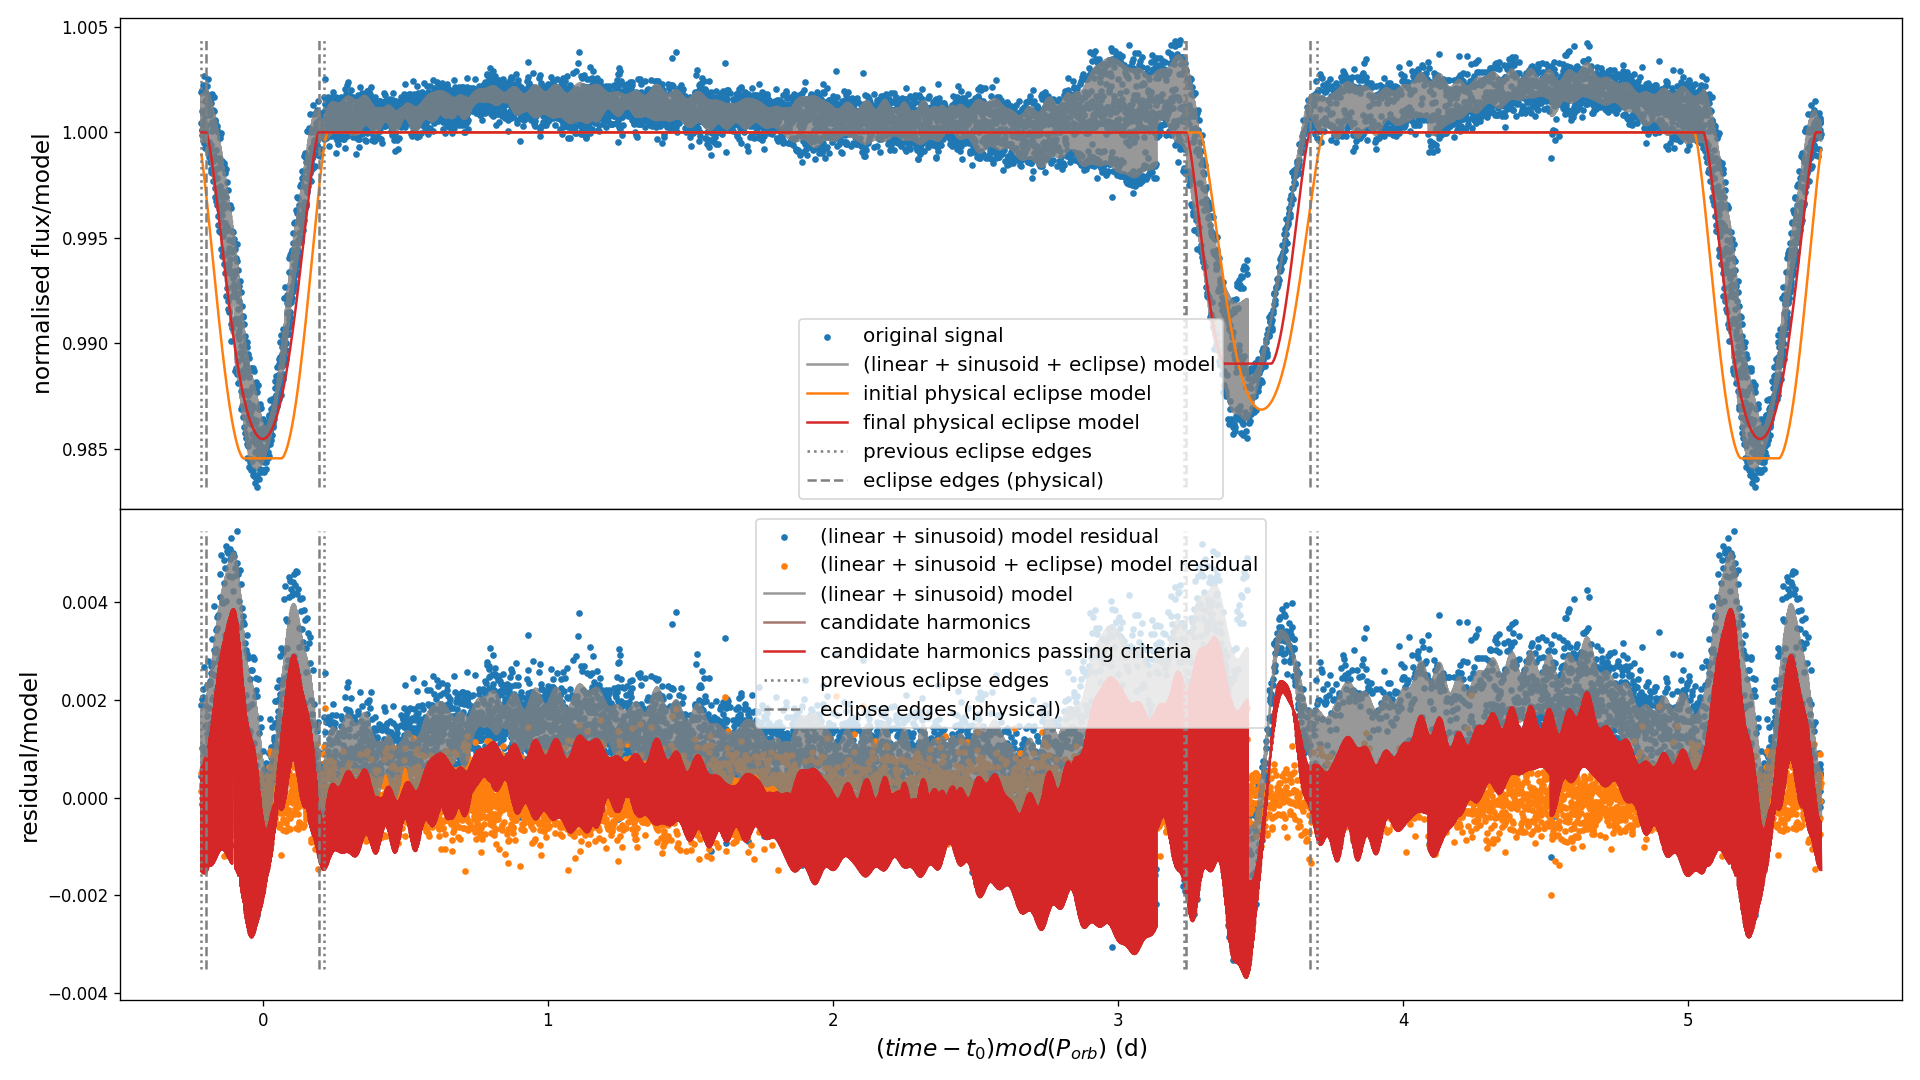 1.005
1.000
0.995
0.990
0.985
normalised flux/model
original signal
(linear + sinusoid + eclipse) model
initial physical eclipse model
final physical eclipse model
previous eclipse edges
eclipse edges (physical)
(linear + sinusoid) model residual
(linear + sinusoid + eclipse) model residual
(linear + sinusoid) model
candidate harmonics
candidate harmonics passing criteria
previous eclipse edges
eclipse edges (physical)
0.004
0.002
0.000
−0.002
−0.004
residual/model
0 1 2 3 4 5
(time − t₀)mod(Pₒᵣb) (d)